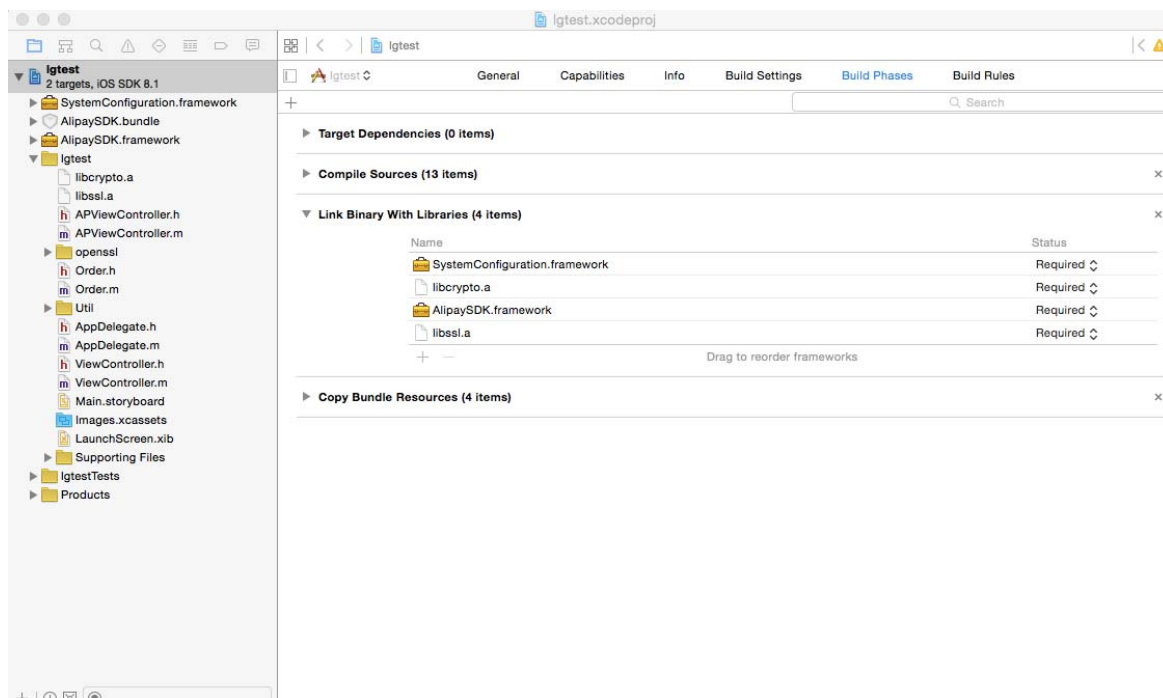 lgtest.xcodeproj
lgtest
lgtest
2 targets, iOS SDK 8.1
SystemConfiguration.framework
AlipaySDK.bundle
AlipaySDK.framework
lgtest
libcrypto.a
libssl.a
APViewController.h
APViewController.m
openssl
Order.h
Order.m
Util
AppDelegate.h
AppDelegate.m
ViewController.h
ViewController.m
Main.storyboard
Images.xcassets
LaunchScreen.xib
Supporting Files
lgtestTests
Products
lgtest General Capabilities Info Build Settings Build Phases Build Rules
Search
Target Dependencies (0 items)
Compile Sources (13 items)
Link Binary With Libraries (4 items)
Name Status
SystemConfiguration.framework Required
libcrypto.a Required
AlipaySDK.framework Required
libssl.a Required
Drag to reorder frameworks
Copy Bundle Resources (4 items)